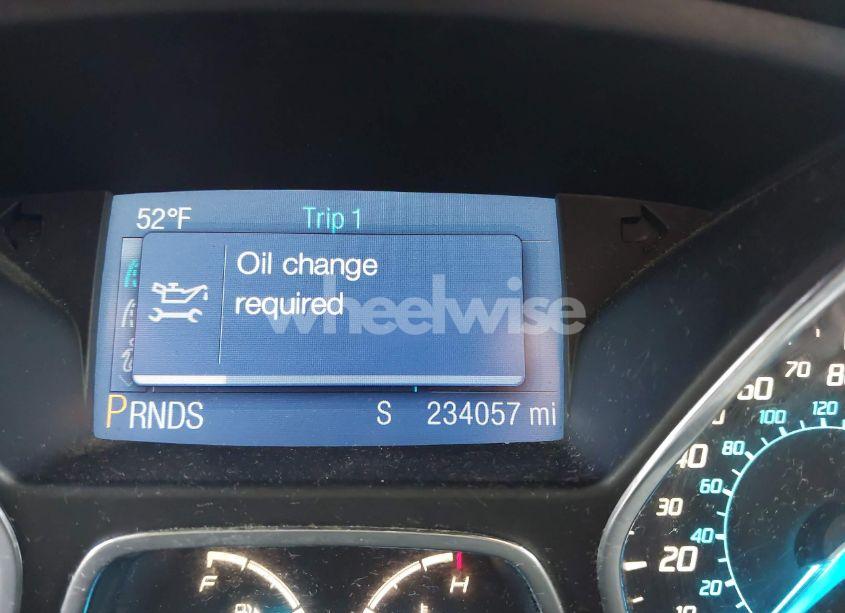 52°F Trip 1
Oil change
required
wheelwise
PRNDS S 234057 mi
F H
60 70 80
100 120
40 80
30 60
20 40
20
10